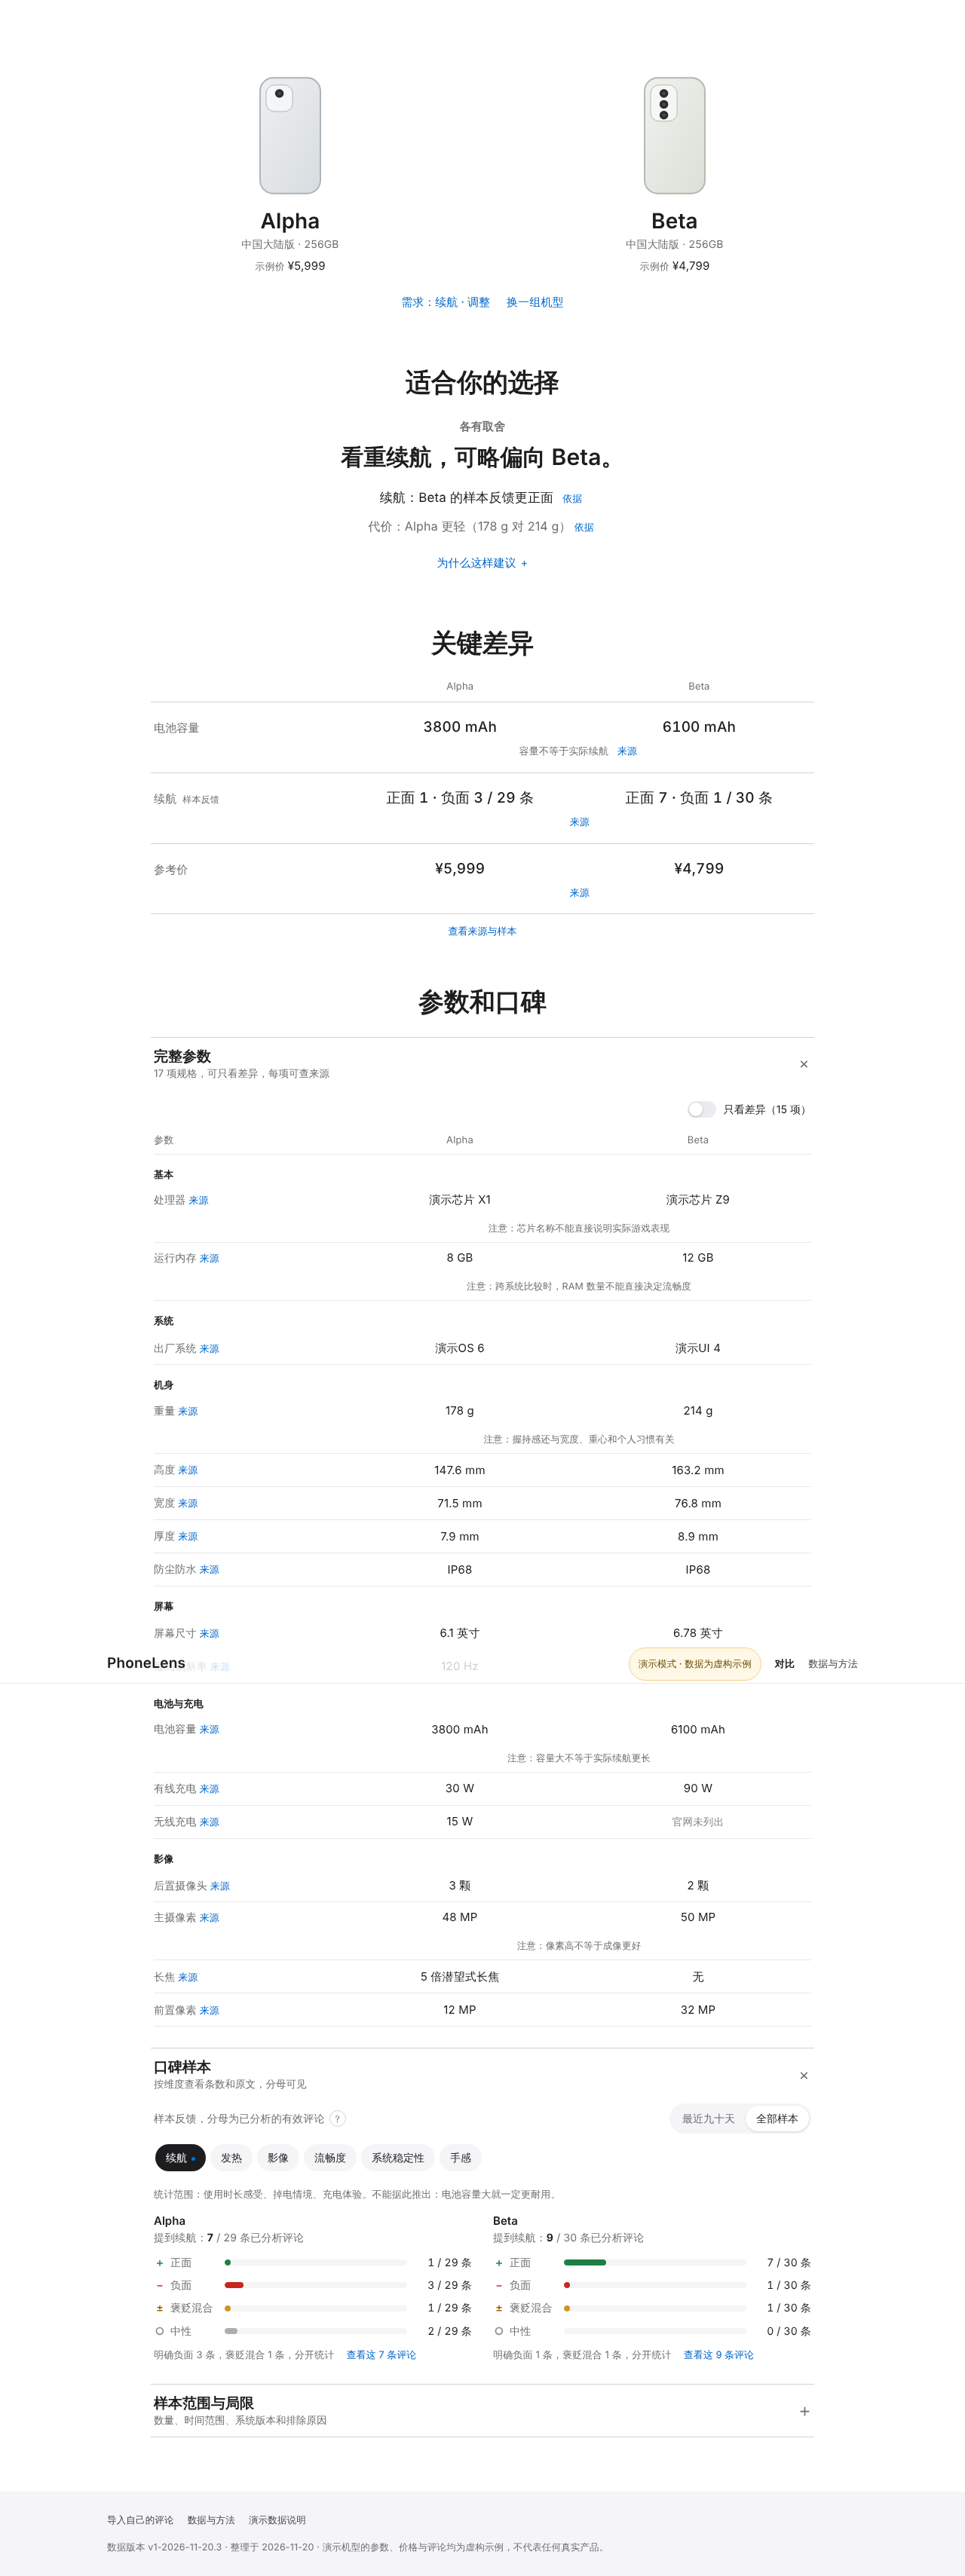 Alpha
中国大陆版 · 256GB
示例价 ¥5,999
Beta
中国大陆版 · 256GB
示例价 ¥4,799
需求：续航 · 调整 换一组机型
适合你的选择
各有取舍
看重续航，可略偏向 Beta。
续航：Beta 的样本反馈更正面 依据
代价：Alpha 更轻（178 g 对 214 g） 依据
为什么这样建议 +
关键差异
Alpha Beta
电池容量 3800 mAh 6100 mAh
容量不等于实际续航 来源
续航 样本反馈 正面 1 · 负面 3 / 29 条 正面 7 · 负面 1 / 30 条
来源
参考价 ¥5,999 ¥4,799
来源
查看来源与样本
参数和口碑
完整参数
17 项规格，可只看差异，每项可查来源
只看差异（15 项）
参数 Alpha Beta
基本
处理器 来源 演示芯片 X1 演示芯片 Z9
注意：芯片名称不能直接说明实际游戏表现
运行内存 来源 8 GB 12 GB
注意：跨系统比较时，RAM 数量不能直接决定流畅度
系统
出厂系统 来源 演示OS 6 演示UI 4
机身
重量 来源 178 g 214 g
注意：握持感还与宽度、重心和个人习惯有关
高度 来源 147.6 mm 163.2 mm
宽度 来源 71.5 mm 76.8 mm
厚度 来源 7.9 mm 8.9 mm
防尘防水 来源 IP68 IP68
屏幕
屏幕尺寸 来源 6.1 英寸 6.78 英寸
PhoneLens 演示模式 · 数据为虚构示例 对比 数据与方法
新率 来源 120 Hz
电池与充电
电池容量 来源 3800 mAh 6100 mAh
注意：容量大不等于实际续航更长
有线充电 来源 30 W 90 W
无线充电 来源 15 W 官网未列出
影像
后置摄像头 来源 3 颗 2 颗
主摄像素 来源 48 MP 50 MP
注意：像素高不等于成像更好
长焦 来源 5 倍潜望式长焦 无
前置像素 来源 12 MP 32 MP
口碑样本
按维度查看条数和原文，分母可见
样本反馈，分母为已分析的有效评论 ? 最近九十天 全部样本
续航 发热 影像 流畅度 系统稳定性 手感
统计范围：使用时长感受、掉电情境、充电体验。不能据此推出：电池容量大就一定更耐用。
Alpha
提到续航：7 / 29 条已分析评论
+ 正面 1 / 29 条
− 负面 3 / 29 条
± 褒贬混合 1 / 29 条
中性 2 / 29 条
明确负面 3 条，褒贬混合 1 条，分开统计 查看这 7 条评论
Beta
提到续航：9 / 30 条已分析评论
+ 正面 7 / 30 条
− 负面 1 / 30 条
± 褒贬混合 1 / 30 条
中性 0 / 30 条
明确负面 1 条，褒贬混合 1 条，分开统计 查看这 9 条评论
样本范围与局限
数量、时间范围、系统版本和排除原因
导入自己的评论 数据与方法 演示数据说明
数据版本 v1-2026-11-20.3 · 整理于 2026-11-20 · 演示机型的参数、价格与评论均为虚构示例，不代表任何真实产品。